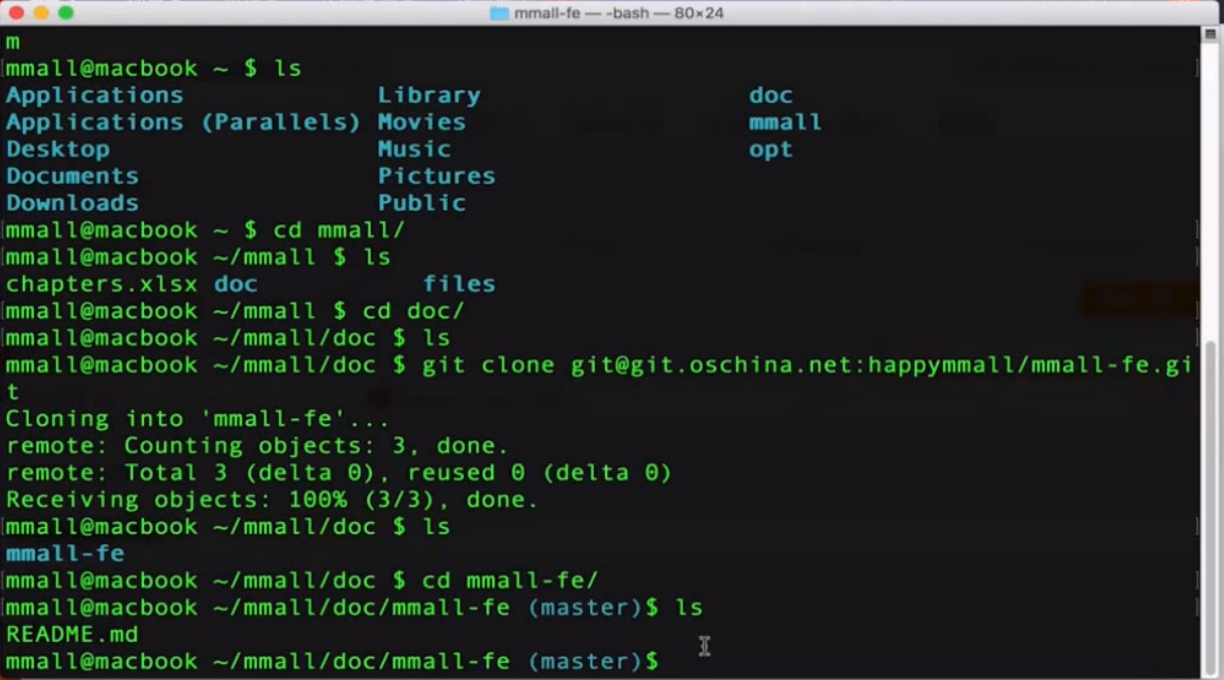 mmall-fe — -bash — 80×24
m
mmall@macbook ~ $ ls
Applications Library doc
Applications (Parallels) Movies mmall
Desktop Music opt
Documents Pictures
Downloads Public
mmall@macbook ~ $ cd mmall/
mmall@macbook ~/mmall $ ls
chapters.xlsx doc files
mmall@macbook ~/mmall $ cd doc/
mmall@macbook ~/mmall/doc $ ls
mmall@macbook ~/mmall/doc $ git clone git@git.oschina.net:happymmall/mmall-fe.gi
t
Cloning into 'mmall-fe'...
remote: Counting objects: 3, done.
remote: Total 3 (delta 0), reused 0 (delta 0)
Receiving objects: 100% (3/3), done.
mmall@macbook ~/mmall/doc $ ls
mmall-fe
mmall@macbook ~/mmall/doc $ cd mmall-fe/
mmall@macbook ~/mmall/doc/mmall-fe (master)$ ls
README.md
mmall@macbook ~/mmall/doc/mmall-fe (master)$